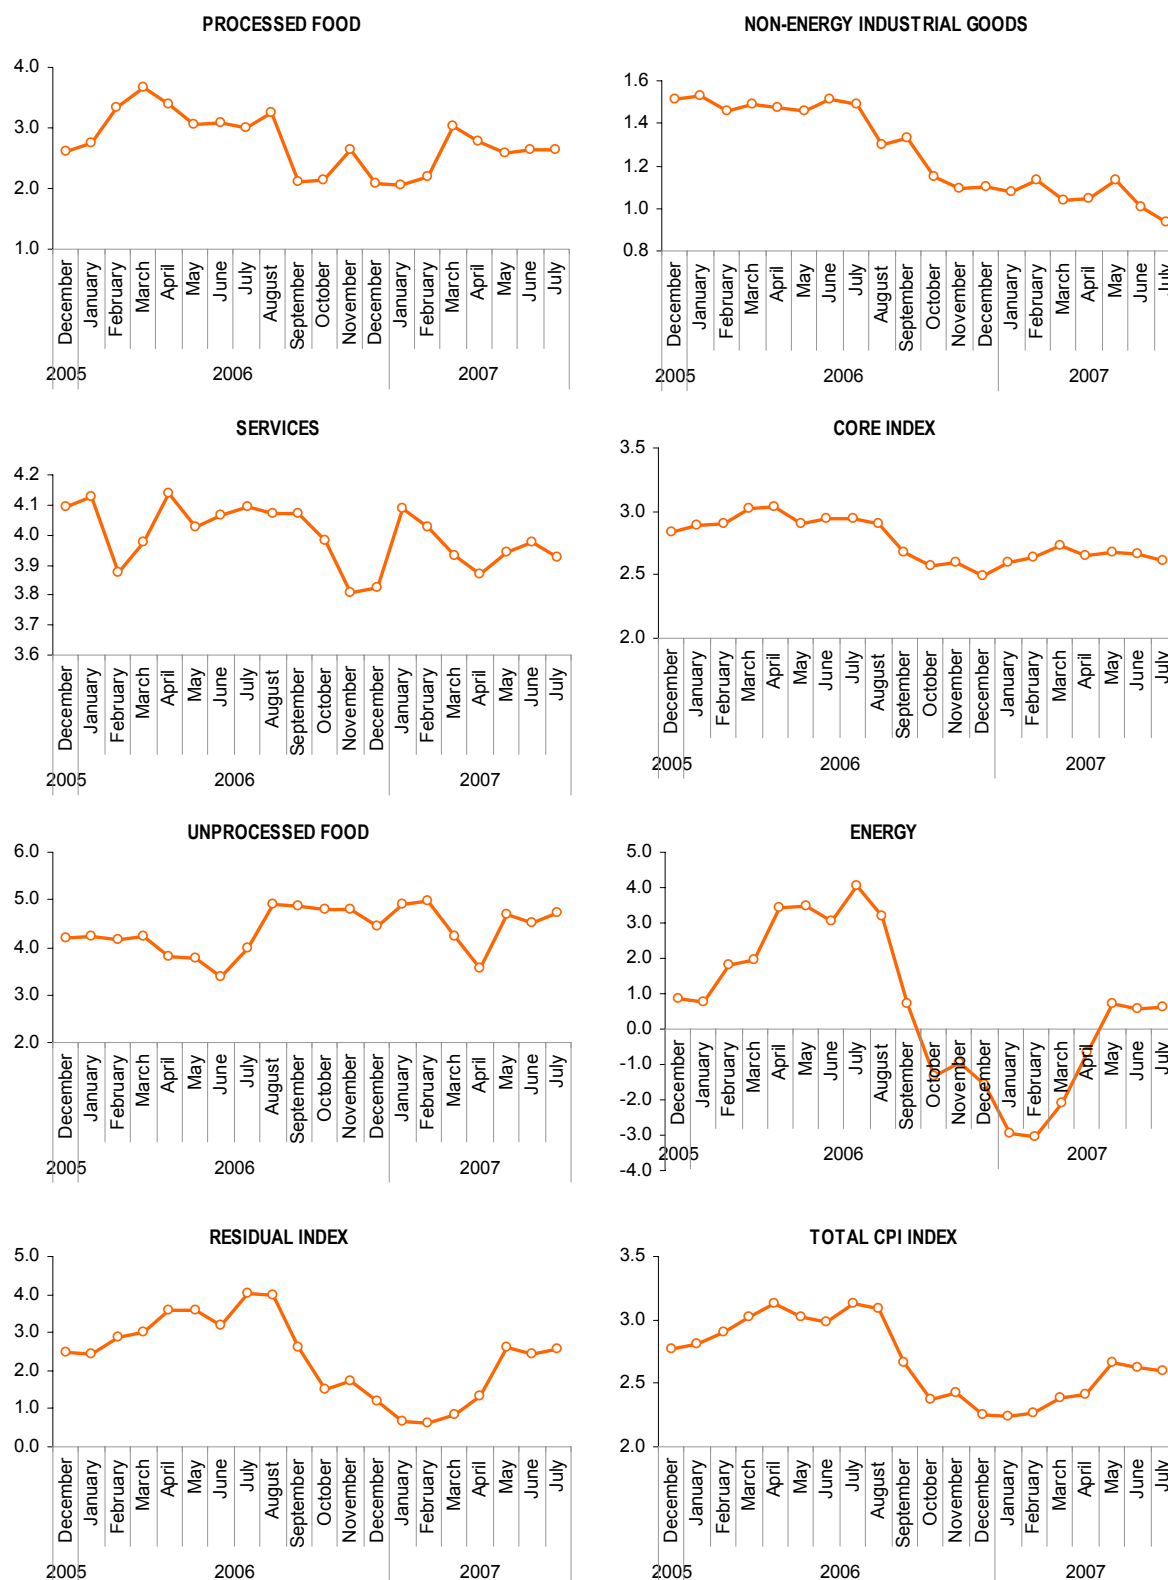 PROCESSED FOOD
4.0
3.0
2.0
1.0
December January February March April May June July August September October November December January February March April May June July
2005 2006 2007
NON-ENERGY INDUSTRIAL GOODS
1.6
1.4
1.2
1.0
0.8
December January February March April May June July August September October November December January February March April May June July
2005 2006 2007
SERVICES
4.2
4.1
4.0
3.9
3.8
3.7
3.6
December January February March April May June July August September October November December January February March April May June July
2005 2006 2007
CORE INDEX
3.5
3.0
2.5
2.0
December January February March April May June July August September October November December January February March April May June July
2005 2006 2007
UNPROCESSED FOOD
6.0
5.0
4.0
3.0
2.0
December January February March April May June July August September October November December January February March April May June July
2005 2006 2007
ENERGY
5.0
4.0
3.0
2.0
1.0
0.0
-1.0
-2.0
-3.0
-4.0
December January February March April May June July August September October November December January February March April May June July
2005 2006 2007
RESIDUAL INDEX
5.0
4.0
3.0
2.0
1.0
0.0
December January February March April May June July August September October November December January February March April May June July
2005 2006 2007
TOTAL CPI INDEX
3.5
3.0
2.5
2.0
December January February March April May June July August September October November December January February March April May June July
2005 2006 2007